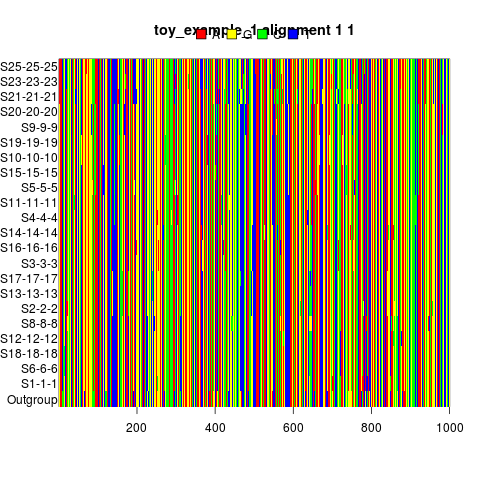 toy_example_1 alignment 1 1
A G C T
S25-25-25
S23-23-23
S21-21-21
S20-20-20
S9-9-9
S19-19-19
S10-10-10
S15-15-15
S5-5-5
S11-11-11
S4-4-4
S14-14-14
S16-16-16
S3-3-3
S17-17-17
S13-13-13
S2-2-2
S8-8-8
S12-12-12
S18-18-18
S6-6-6
S1-1-1
Outgroup
200 400 600 800 1000